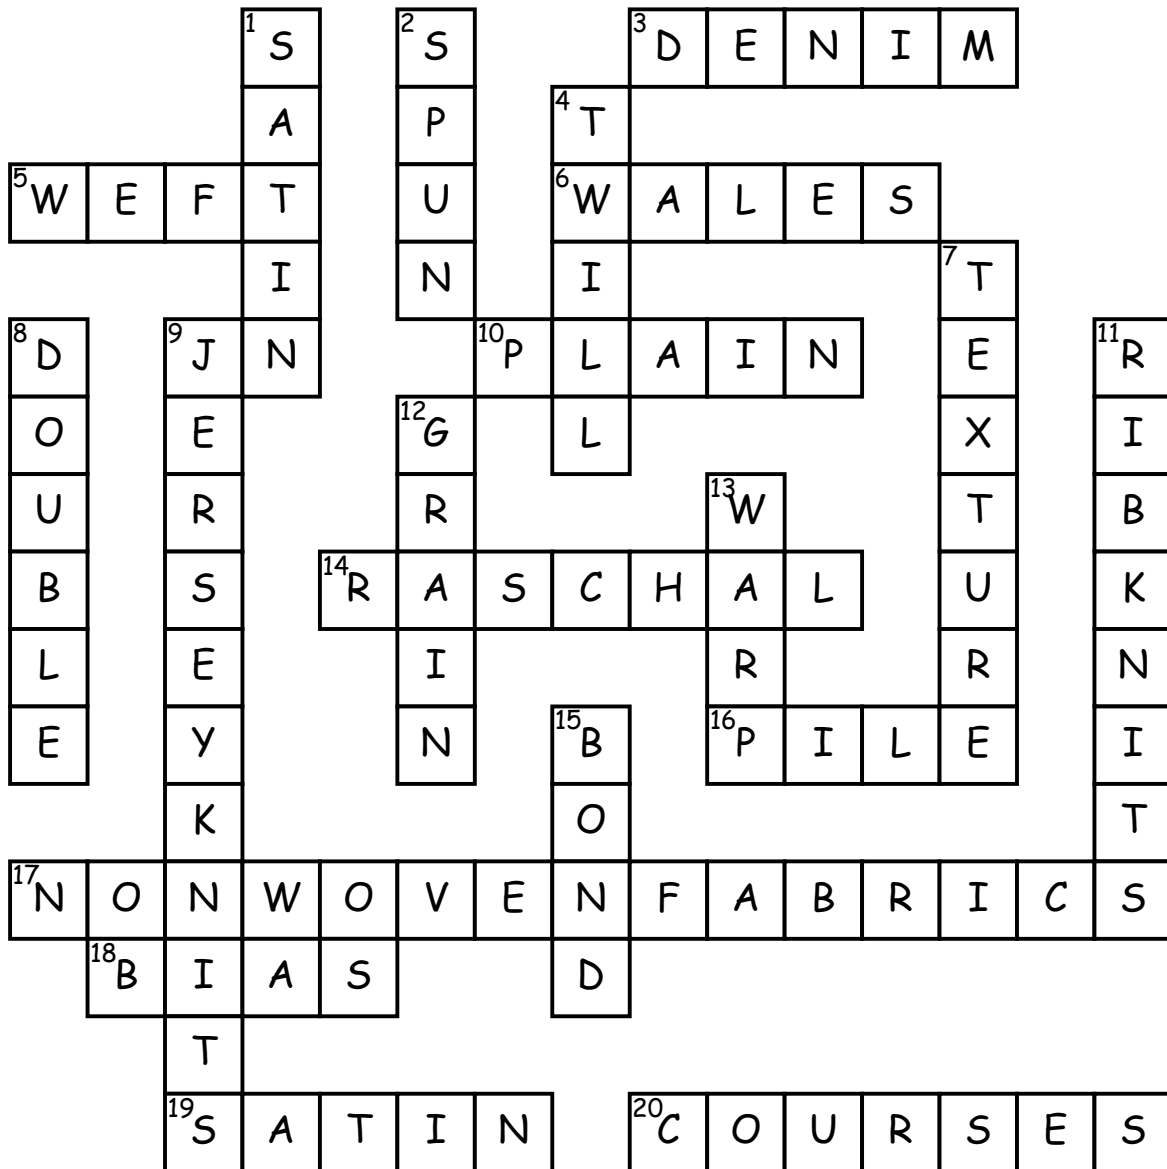 1 S 2 S 3 D E N I M
A P 4 T
5 W E F T U 6 W A L E S
I N I 7 T
8 D 9 J N 10 P L A I N E 11 R
O E 12 G L X I
U R R 13 W T B
B S 14 R A S C H A L U K
L E I R R N
E Y N 15 B 16 P I L E I
K O T
17 N O N W O V E N F A B R I C S
18 B I A S D
T
19 S A T I N 20 C O U R S E S